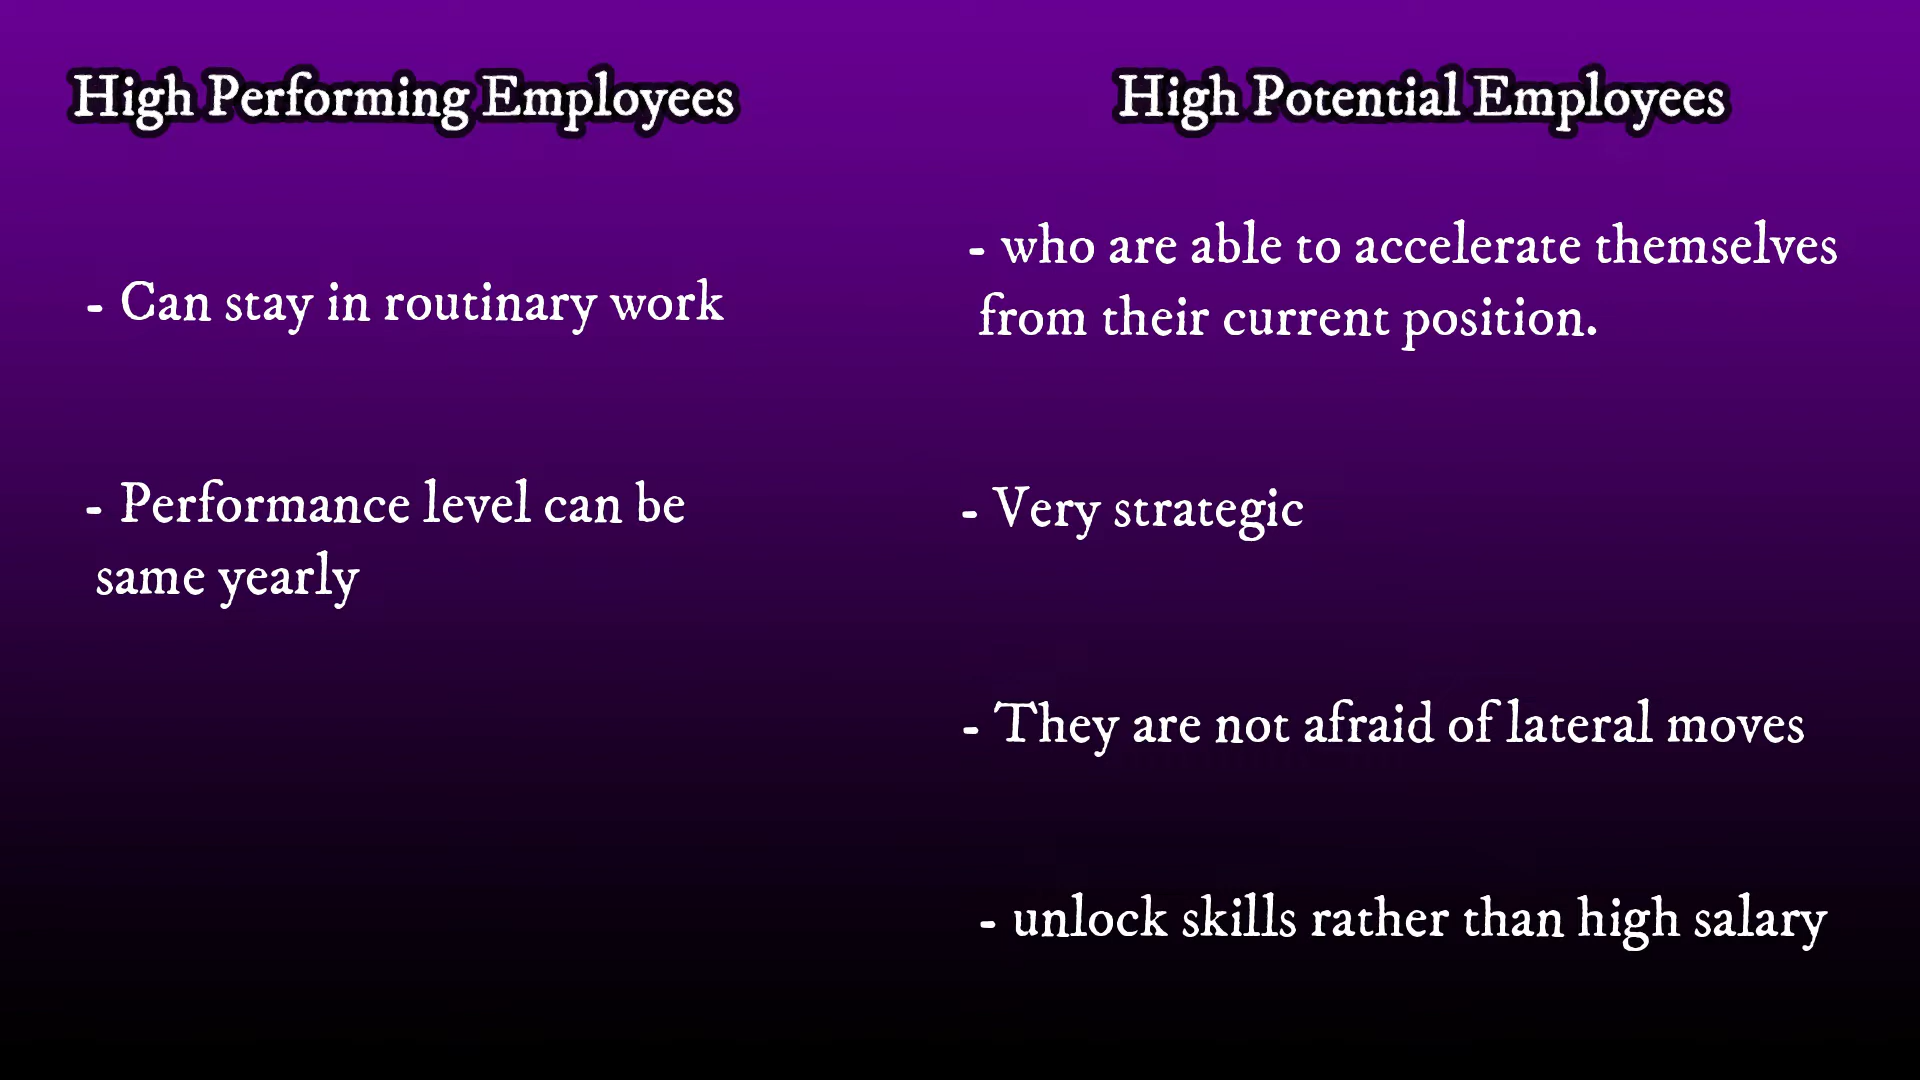 High Performing Employees
- Can stay in routinary work
- Performance level can be
same yearly
High Potential Employees
- who are able to accelerate themselves
from their current position.
- Very strategic
- They are not afraid of lateral moves
- unlock skills rather than high salary